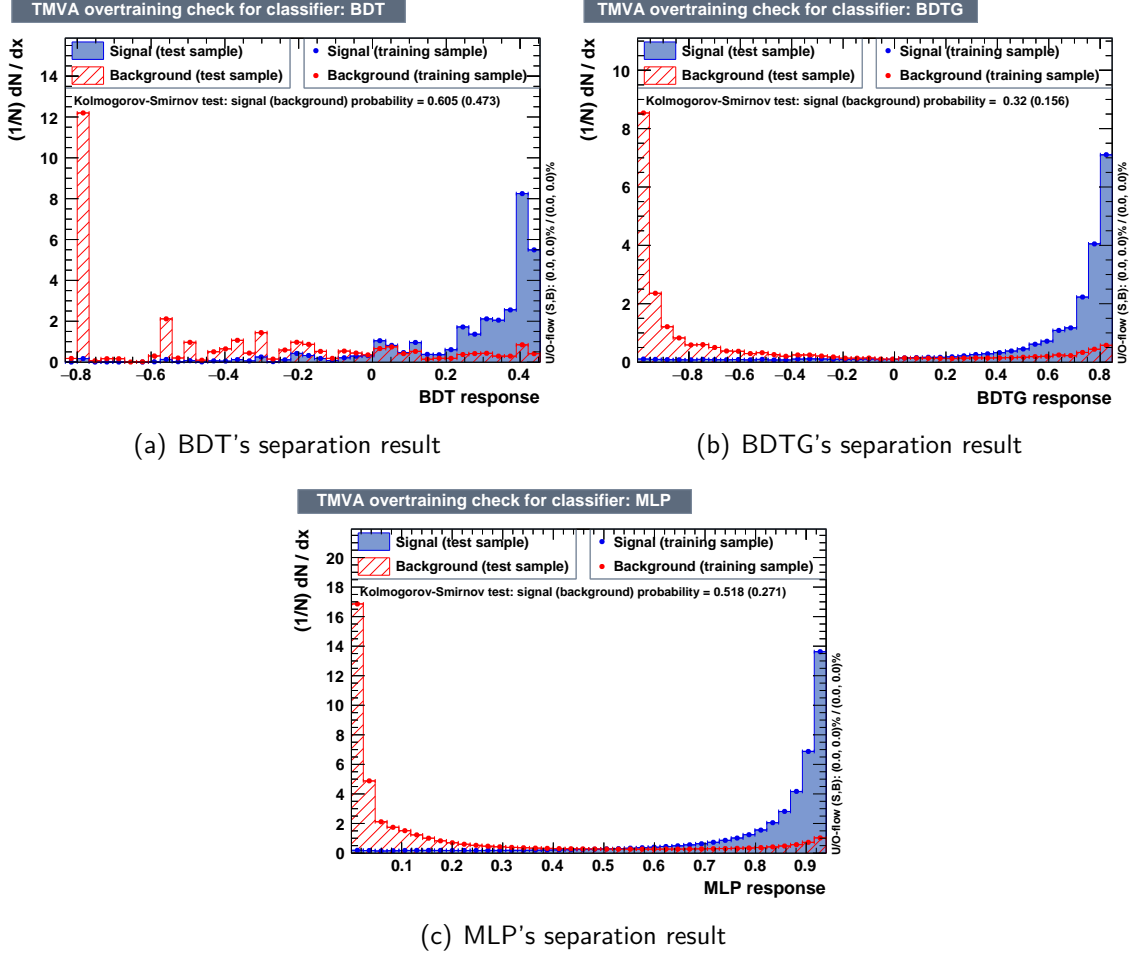 TMVA overtraining check for classifier: BDT
(1/N) dN / dx
Signal (test sample)
Background (test sample)
Signal (training sample)
Background (training sample)
Kolmogorov-Smirnov test: signal (background) probability = 0.605 (0.473)
14
12
10
8
6
4
2
0
−0.8 −0.6 −0.4 −0.2 0 0.2 0.4
BDT response
U/O-flow (S,B): (0.0, 0.0)% / (0.0, 0.0)%
(a) BDT's separation result
TMVA overtraining check for classifier: BDTG
(1/N) dN / dx
Signal (test sample)
Background (test sample)
Signal (training sample)
Background (training sample)
Kolmogorov-Smirnov test: signal (background) probability = 0.32 (0.156)
10
8
6
4
2
0
−0.8 −0.6 −0.4 −0.2 0 0.2 0.4 0.6 0.8
BDTG response
U/O-flow (S,B): (0.0, 0.0)% / (0.0, 0.0)%
(b) BDTG's separation result
TMVA overtraining check for classifier: MLP
(1/N) dN / dx
Signal (test sample)
Background (test sample)
Signal (training sample)
Background (training sample)
Kolmogorov-Smirnov test: signal (background) probability = 0.518 (0.271)
20
18
16
14
12
10
8
6
4
2
0
0.1 0.2 0.3 0.4 0.5 0.6 0.7 0.8 0.9
MLP response
U/O-flow (S,B): (0.0, 0.0)% / (0.0, 0.0)%
(c) MLP's separation result